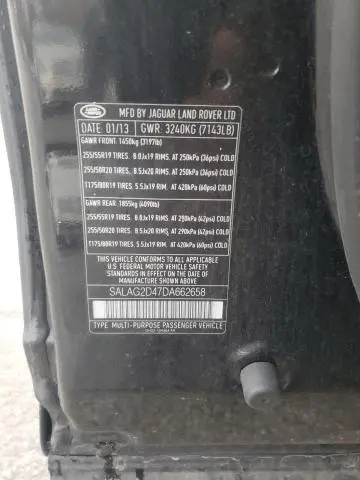 LAND ROVER
MFD BY JAGUAR LAND ROVER LTD
DATE 01/13 GWR: 3240KG (7143LB)
GAWR FRONT: 1450kg (3197lb)
255/55R19 TIRES, 8.0Jx19 RIMS, AT 250kPa (36psi) COLD
255/50R20 TIRES, 8.5Jx20 RIMS, AT 250kPa (36psi) COLD
T175/80R19 TIRES, 5.5Jx19 RIM, AT 420kPa (60psi) COLD
GAWR REAR: 1855kg (4090lb)
255/55R19 TIRES, 8.0Jx19 RIMS, AT 290kPa (42psi) COLD
255/50R20 TIRES, 8.5Jx20 RIMS, AT 290kPa (42psi) COLD
T175/80R19 TIRES, 5.5Jx19 RIM, AT 420kPa (60psi) COLD
THIS VEHICLE CONFORMS TO ALL APPLICABLE
U.S. FEDERAL MOTOR VEHICLE SAFETY
STANDARDS IN EFFECT ON THE DATE OF
MANUFACTURE SHOWN ABOVE
SALAG2D47DA662658
TYPE: MULTI-PURPOSE PASSENGER VEHICLE